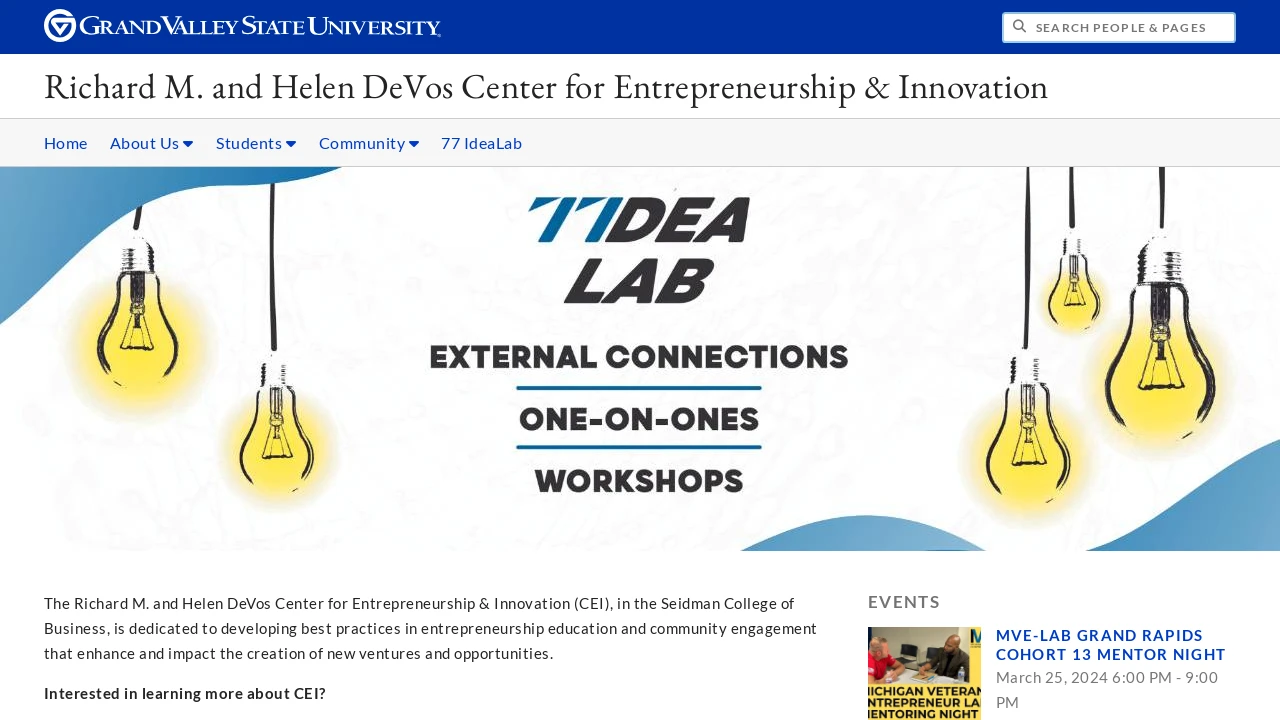 GRAND VALLEY STATE UNIVERSITY
SEARCH PEOPLE & PAGES
Richard M. and Helen DeVos Center for Entrepreneurship & Innovation
Home About Us Students Community 77 IdeaLab
77 IDEA
LAB
EXTERNAL CONNECTIONS
ONE-ON-ONES
WORKSHOPS
The Richard M. and Helen DeVos Center for Entrepreneurship & Innovation (CEI), in the Seidman College of
Business, is dedicated to developing best practices in entrepreneurship education and community engagement
that enhance and impact the creation of new ventures and opportunities.
Interested in learning more about CEI?
EVENTS
MVE-LAB GRAND RAPIDS
COHORT 13 MENTOR NIGHT
March 25, 2024 6:00 PM - 9:00
PM
MICHIGAN VETERAN
ENTREPRENEUR LA
MENTORING NIGHT